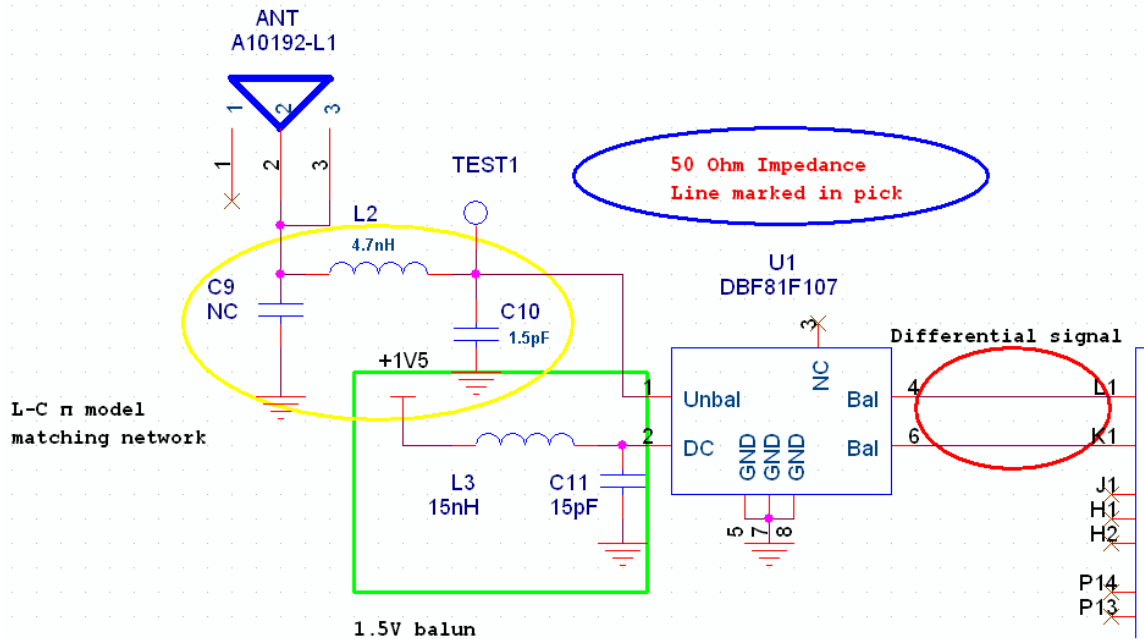 ANT
A10192-L1
1 2 3
1 2 3
TEST1
50 Ohm Impedance
Line marked in pick
L2
4.7nH
U1
DBF81F107
C9
NC
C10
1.5pF
3
Differential signal
+1V5
NC
1 Unbal Bal 4 L1
L-C π model
matching network
2 DC Bal 6 K1
GND GND GND
L3
15nH
C11
15pF
J1
H1
H2
5 7 8
P14
P13
1.5V balun